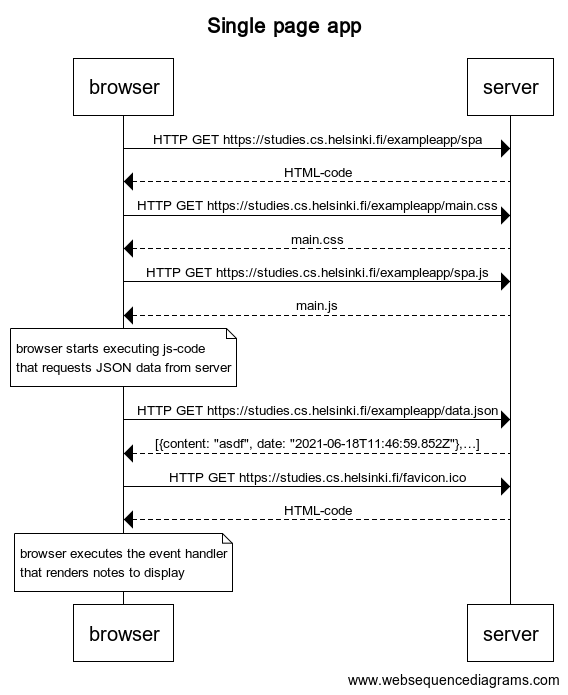 Single page app
browser
server
HTTP GET https://studies.cs.helsinki.fi/exampleapp/spa
HTML-code
HTTP GET https://studies.cs.helsinki.fi/exampleapp/main.css
main.css
HTTP GET https://studies.cs.helsinki.fi/exampleapp/spa.js
main.js
browser starts executing js-code
that requests JSON data from server
HTTP GET https://studies.cs.helsinki.fi/exampleapp/data.json
[{content: "asdf", date: "2021-06-18T11:46:59.852Z"},...]
HTTP GET https://studies.cs.helsinki.fi/favicon.ico
HTML-code
browser executes the event handler
that renders notes to display
browser
server
www.websequencediagrams.com